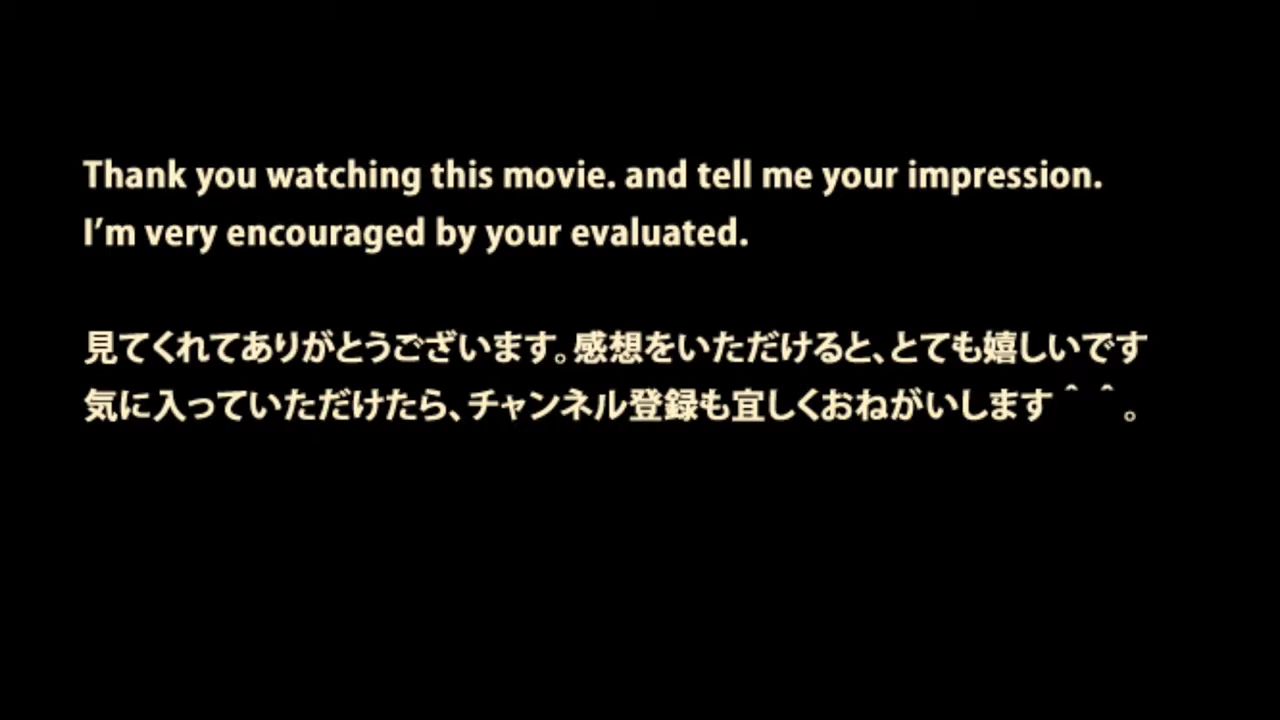 Thank you watching this movie. and tell me your impression.
I’m very encouraged by your evaluated.
見てくれてありがとうございます。感想をいただけると、とても嬉しいです
気に入っていただけたら、チャンネル登録も宜しくおねがいします＾＾。